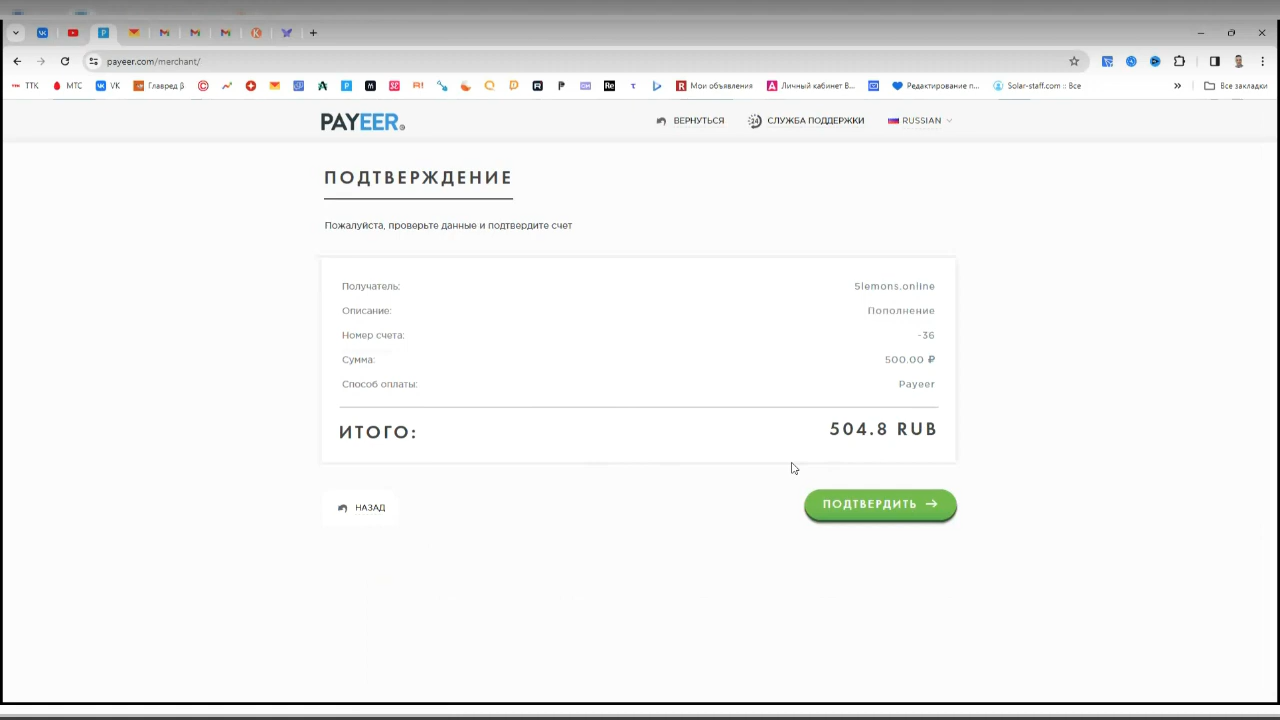 payeer.com/merchant/
ТТК МТС VK Главред β Мои объявления Личный кабинет В... Редактирование п... Solar-staff.com :: Все » Все закладки
PAYEER® ВЕРНУТЬСЯ 24 СЛУЖБА ПОДДЕРЖКИ RUSSIAN
ПОДТВЕРЖДЕНИЕ
Пожалуйста, проверьте данные и подтвердите счет
Получатель: 5lemons.online
Описание: Пополнение
Номер счета: -36
Сумма: 500.00 ₽
Способ оплаты: Payeer
ИТОГО: 504.8 RUB
НАЗАД ПОДТВЕРДИТЬ →